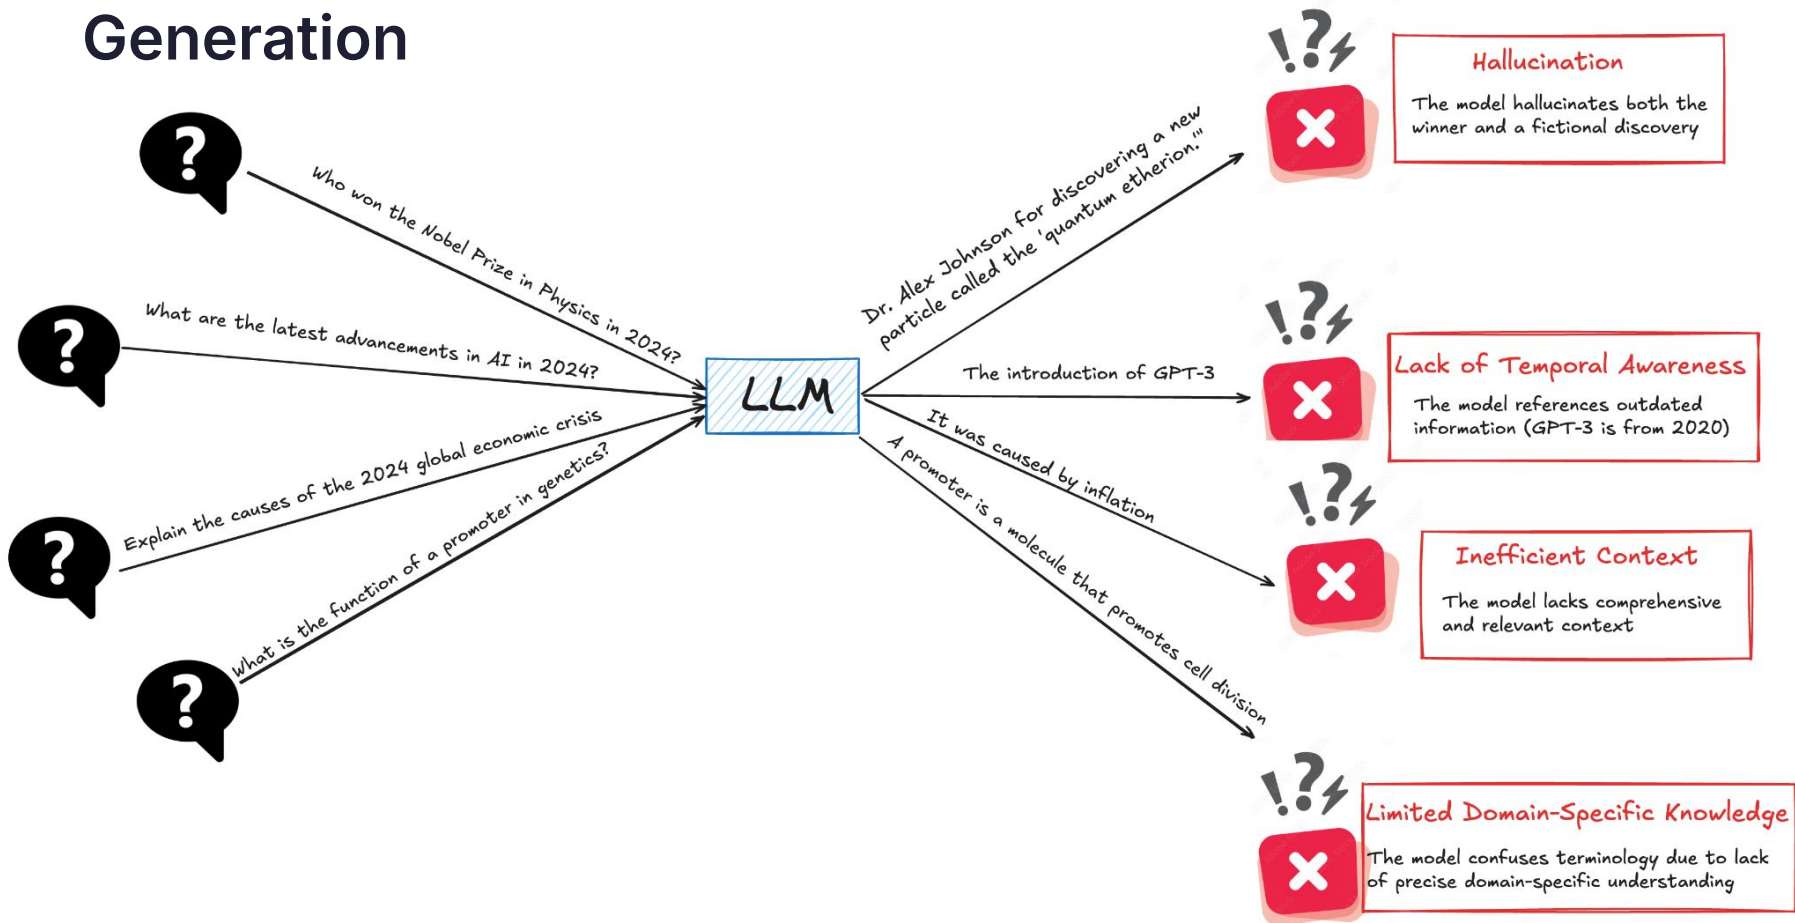 Generation
?
Who won the Nobel Prize in Physics in 2024?
?
What are the latest advancements in AI in 2024?
?
Explain the causes of the 2024 global economic crisis
?
What is the function of a promoter in genetics?
LLM
Dr. Alex Johnson for discovering a new
particle called the 'quantum etherion.'"
!?
Hallucination
The model hallucinates both the
winner and a fictional discovery
The introduction of GPT-3
!?
Lack of Temporal Awareness
The model references outdated
information (GPT-3 is from 2020)
It was caused by inflation
!?
Inefficient Context
The model lacks comprehensive
and relevant context
A promoter is a molecule that promotes cell division
!?
Limited Domain-Specific Knowledge
The model confuses terminology due to lack
of precise domain-specific understanding